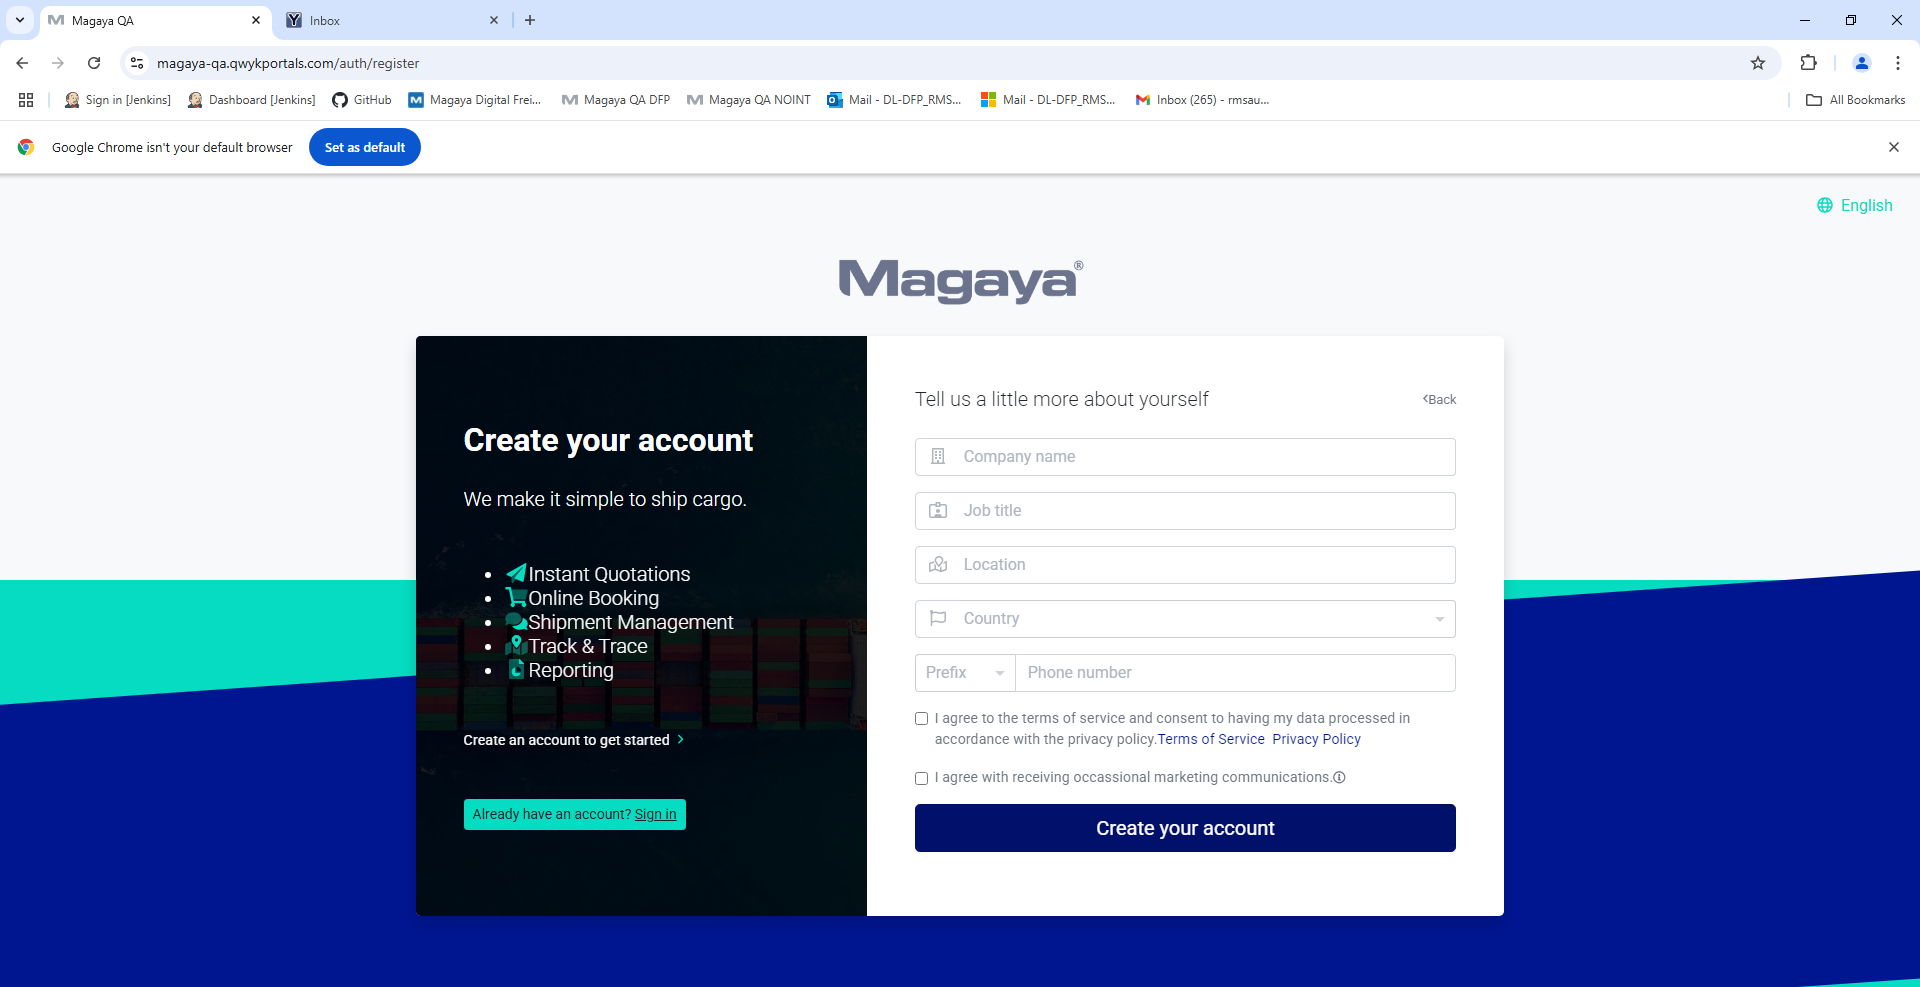 Magaya QA
Inbox
magaya-qa.qwykportals.com/auth/register
Sign in [Jenkins]
Dashboard [Jenkins]
GitHub
Magaya Digital Frei...
Magaya QA DFP
Magaya QA NOINT
Mail - DL-DFP_RMS...
Mail - DL-DFP_RMS...
Inbox (265) - rmsau...
All Bookmarks
Google Chrome isn't your default browser
Set as default
English
Magaya®
Create your account
We make it simple to ship cargo.
Instant Quotations
Online Booking
Shipment Management
Track & Trace
Reporting
Create an account to get started
Already have an account? Sign in
Tell us a little more about yourself
Back
Company name
Job title
Location
Country
Prefix
Phone number
I agree to the terms of service and consent to having my data processed in
accordance with the privacy policy.Terms of Service Privacy Policy
I agree with receiving occassional marketing communications.
Create your account